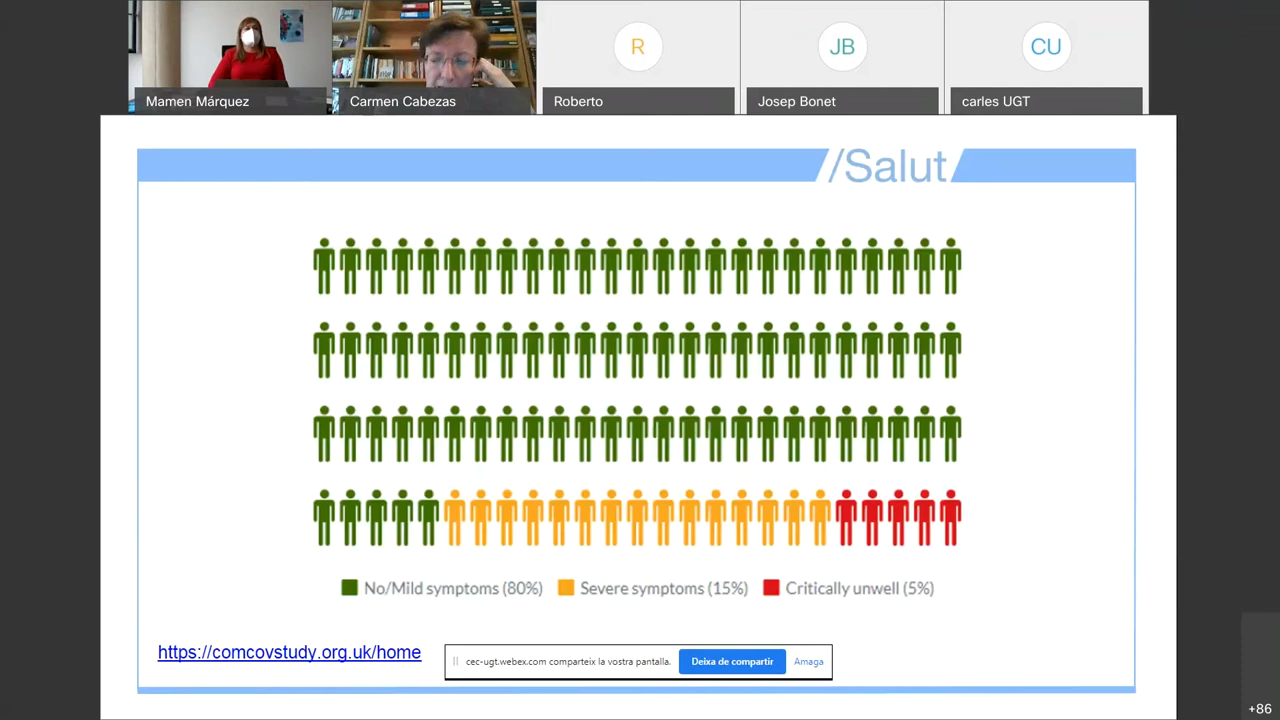 R
JB
CU
Mamen Márquez
Carmen Cabezas
Roberto
Josep Bonet
carles UGT
//Salut/
No/Mild symptoms (80%)
Severe symptoms (15%)
Critically unwell (5%)
https://comcovstudy.org.uk/home
cec-ugt.webex.com comparteix la vostra pantalla.
Deixa de compartir
Amaga
+86